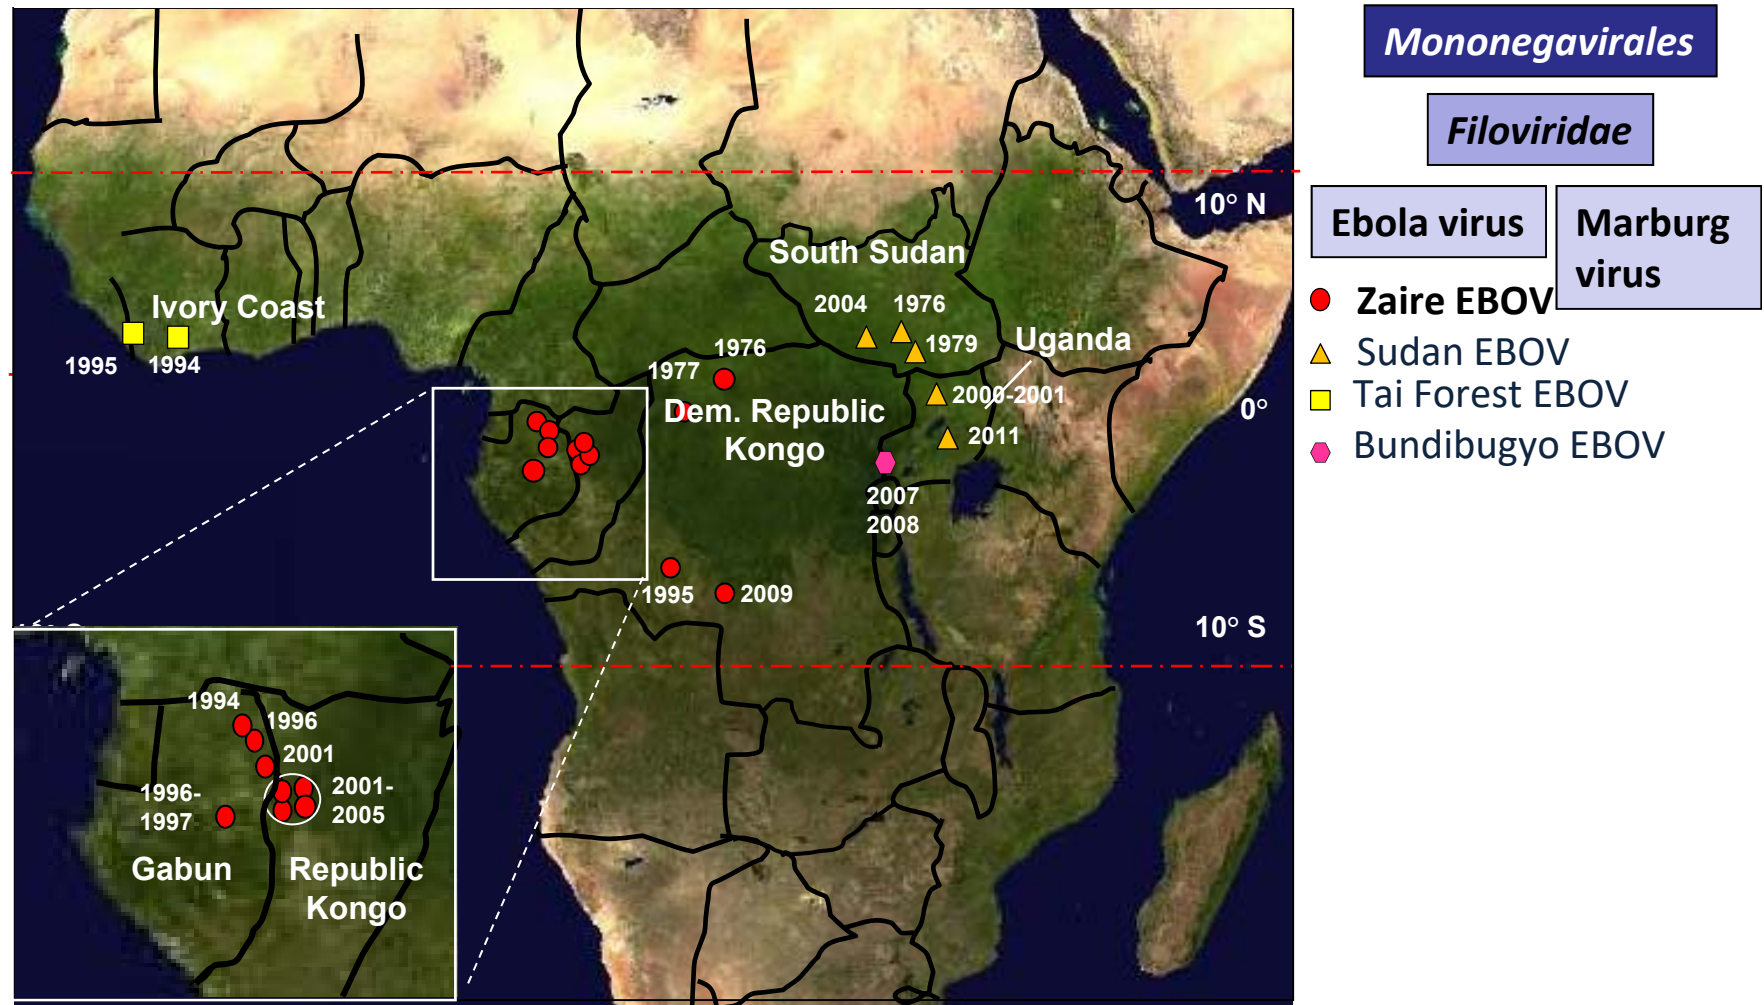 Mononegavirales
Filoviridae
Ebola virus
Marburg
virus
Zaire EBOV
Sudan EBOV
Tai Forest EBOV
Bundibugyo EBOV
10° N
South Sudan
2004
1976
1979
Uganda
Ivory Coast
1995
1994
1976
1977
Dem. Republic
Kongo
2000-2001
2011
0°
2007
2008
1995
2009
10° S
1994
1996
2001
1996-
1997
2001-
2005
Gabun
Republic
Kongo